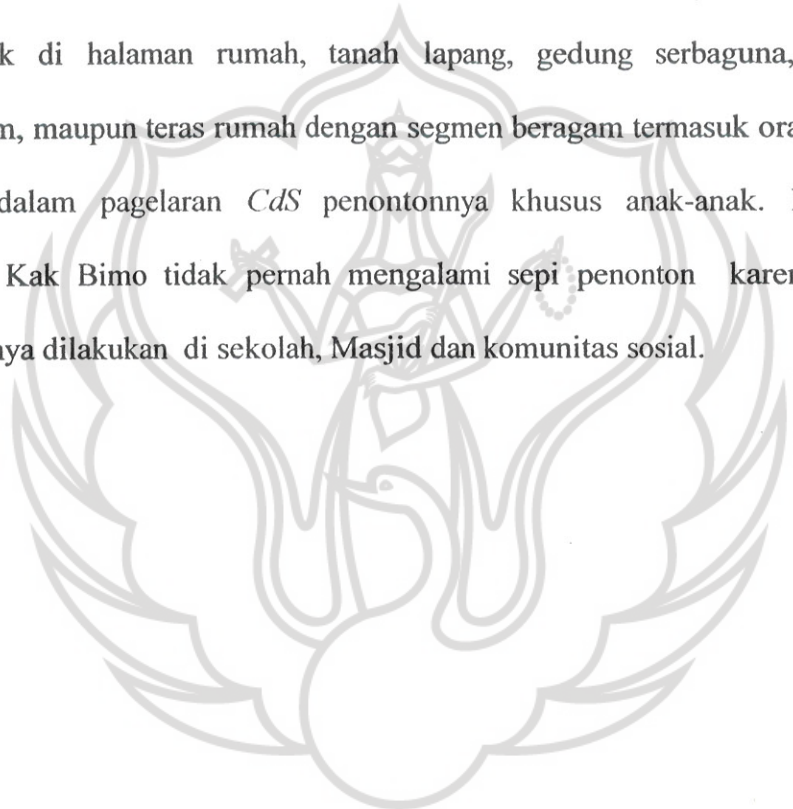 k di halaman rumah, tanah lapang, gedung serbaguna,
n, maupun teras rumah dengan segmen beragam termasuk ora
dalam pagelaran CdS penontonnya khusus anak-anak.
Kak Bimo tidak pernah mengalami sepi penonton karen
nya dilakukan di sekolah, Masjid dan komunitas sosial.